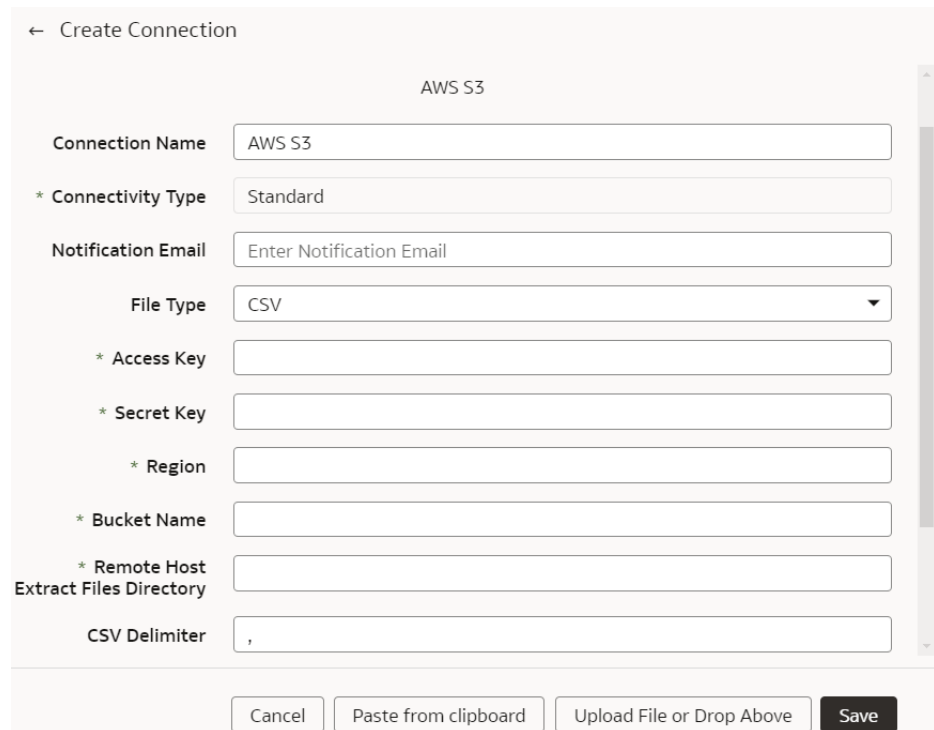 ← Create Connection
AWS S3
Connection Name AWS S3
* Connectivity Type Standard
Notification Email Enter Notification Email
File Type CSV
* Access Key
* Secret Key
* Region
* Bucket Name
* Remote Host
Extract Files Directory
CSV Delimiter ,
Cancel Paste from clipboard Upload File or Drop Above Save